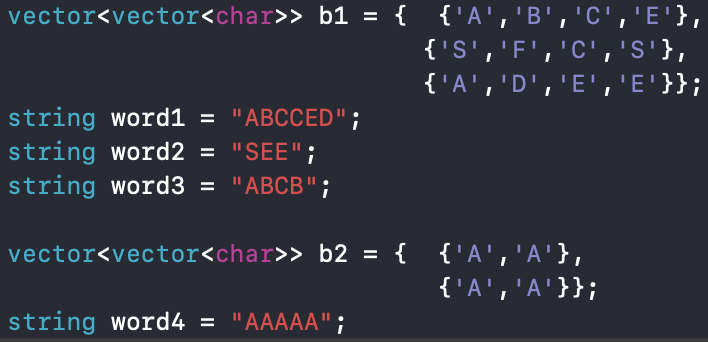 vector<vector<char>> b1 = {  {'A','B','C','E'},
{'S','F','C','S'},
{'A','D','E','E'}};
string word1 = "ABCCED";
string word2 = "SEE";
string word3 = "ABCB";
vector<vector<char>> b2 = {  {'A','A'},
{'A','A'}};
string word4 = "AAAAA";